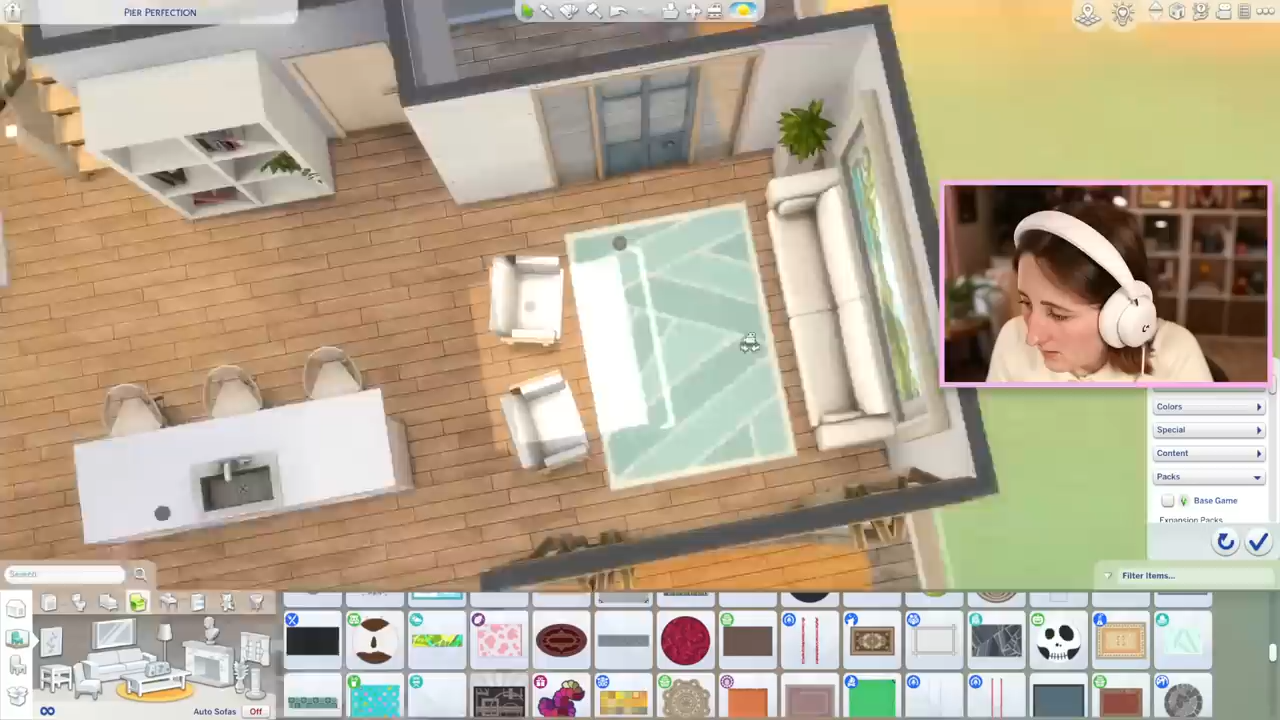 PIER PERFECTION
Colors
Special
Content
Packs
Base Game
Expansion Packs
Filter Items...
Search
Auto Sofas Off